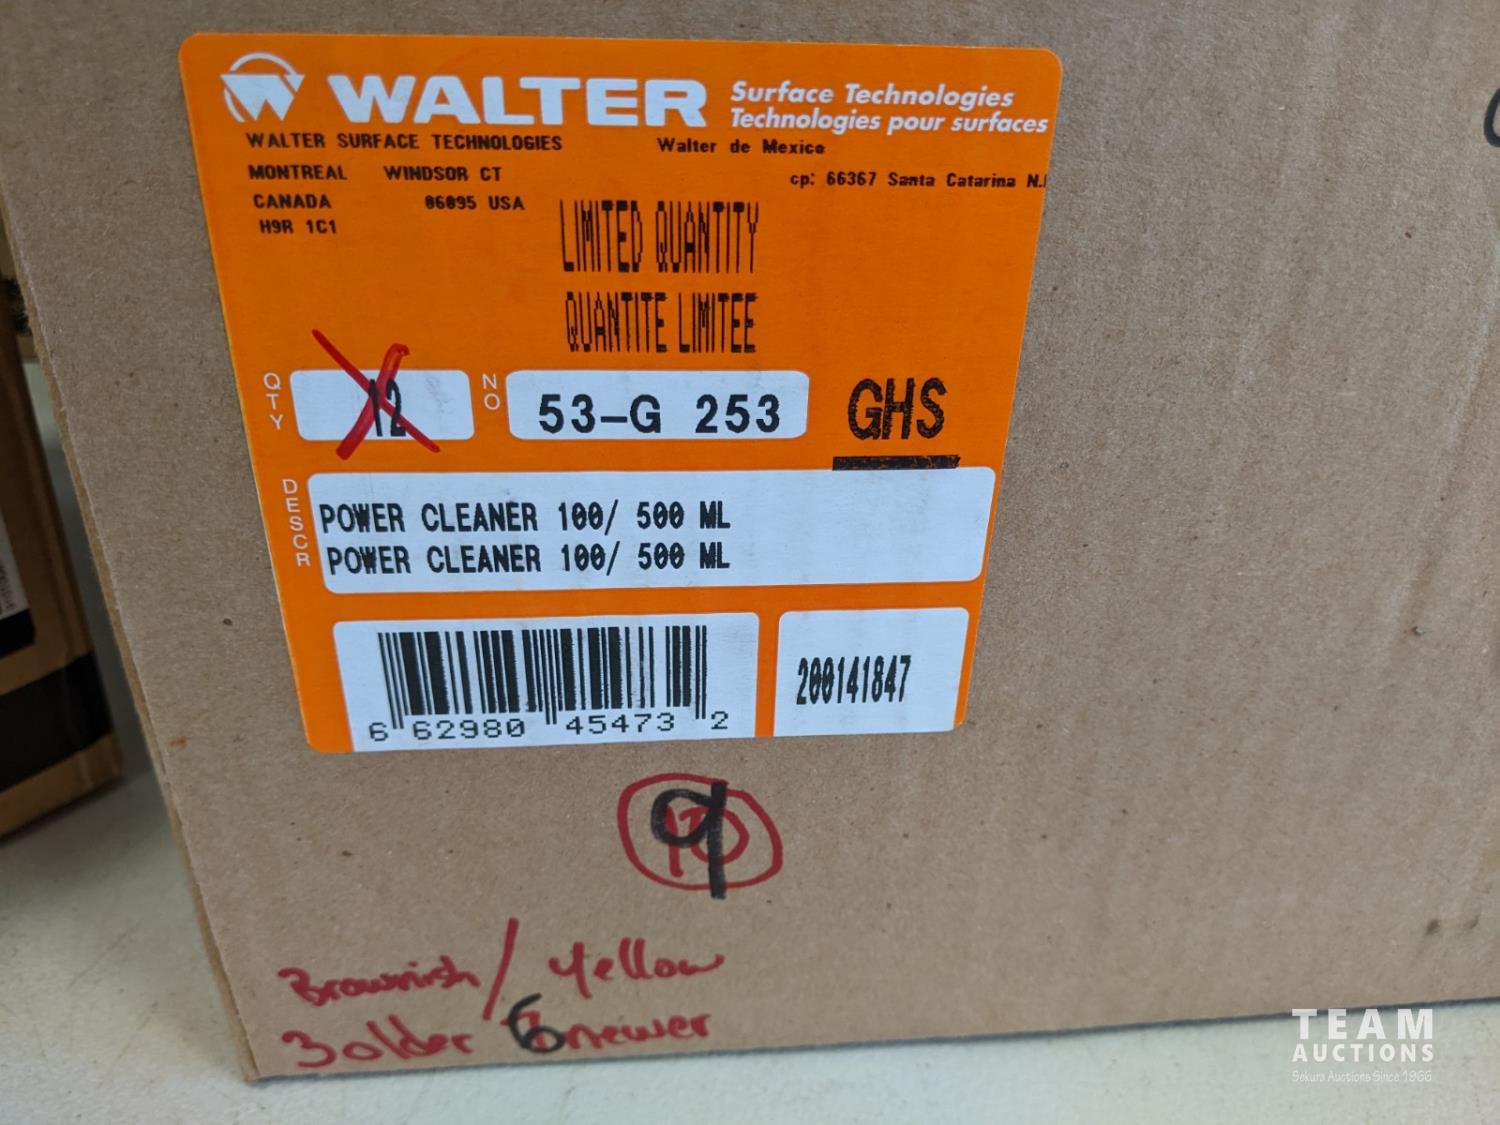 WALTER Surface Technologies
Technologies pour surfaces
WALTER SURFACE TECHNOLOGIES Walter de Mexico
MONTREAL WINDSOR CT cp: 66367 Santa Catarina N.
CANADA 06095 USA
H9R 1C1
LIMITED QUANTITY
QUANTITE LIMITEE
QTY 12 NO 53-G 253 GHS
DESCR
POWER CLEANER 100/ 500 ML
POWER CLEANER 100/ 500 ML
6 62980 45473 2
200141847
9
Brownish / Yellow
3 older 6 newer
TEAM
AUCTIONS
Sekura Auctions Since 1966